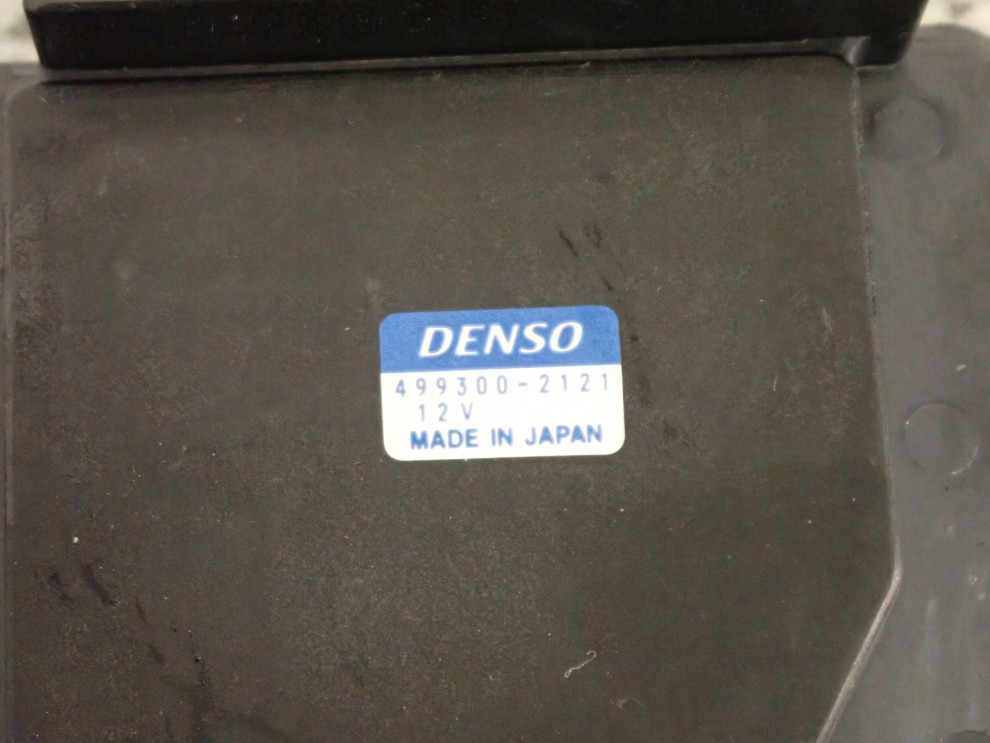 DENSO
499300-2121
12V
MADE IN JAPAN